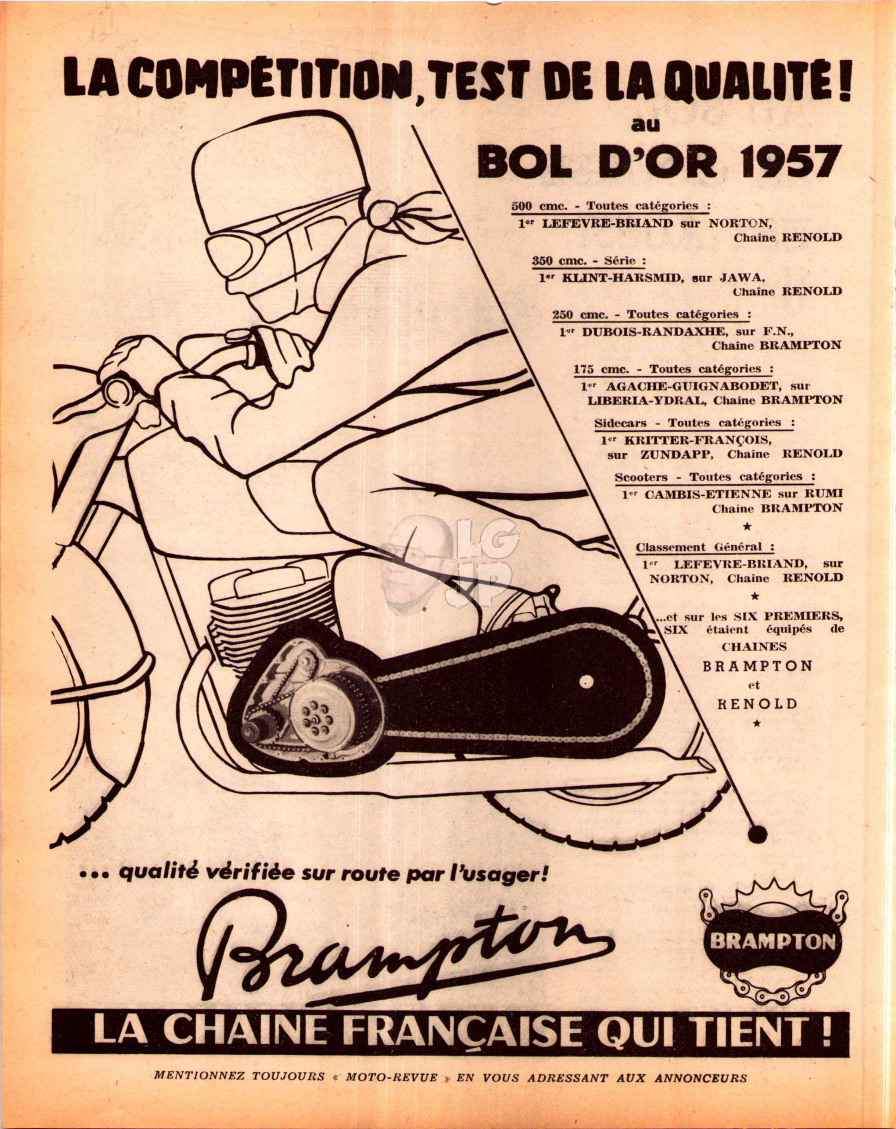 LA COMPÉTITION, TEST DE LA QUALITÉ!
au
BOL D'OR 1957
500 cmc. - Toutes catégories :
1er LEFEVRE-BRIAND sur NORTON,
Chaîne RENOLD
350 cmc. - Série :
1er KLINT-HARSMID, sur JAWA,
Chaîne RENOLD
250 cmc. - Toutes catégories :
1er DUBOIS-RANDAXHE, sur F.N.,
Chaîne BRAMPTON
175 cmc. - Toutes catégories :
1er AGACHE-GUIGNABODET, sur
LIBERIA-YDRAL, Chaîne BRAMPTON
Sidecars - Toutes catégories :
1er KRITTER-FRANÇOIS,
sur ZUNDAPP, Chaîne RENOLD
Scooters - Toutes catégories :
1er CAMBIS-ETIENNE sur RUMI
Chaîne BRAMPTON
★
Classement Général :
1er LEFEVRE-BRIAND, sur
NORTON, Chaîne RENOLD
★
...et sur les SIX PREMIERS,
SIX étaient équipés de
CHAINES
BRAMPTON
et
RENOLD
★
LG
JP
... qualité vérifiée sur route par l'usager!
Brampton
BRAMPTON
LA CHAINE FRANÇAISE QUI TIENT !
MENTIONNEZ TOUJOURS « MOTO-REVUE » EN VOUS ADRESSANT AUX ANNONCEURS